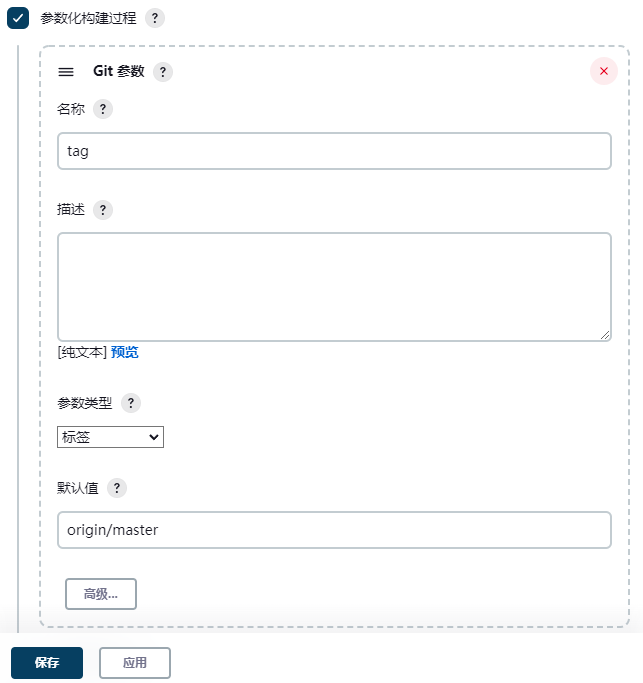 参数化构建过程 ?
Git 参数 ?
名称 ?
tag
描述 ?
[纯文本] 预览
参数类型 ?
标签
默认值 ?
origin/master
高级...
保存 应用